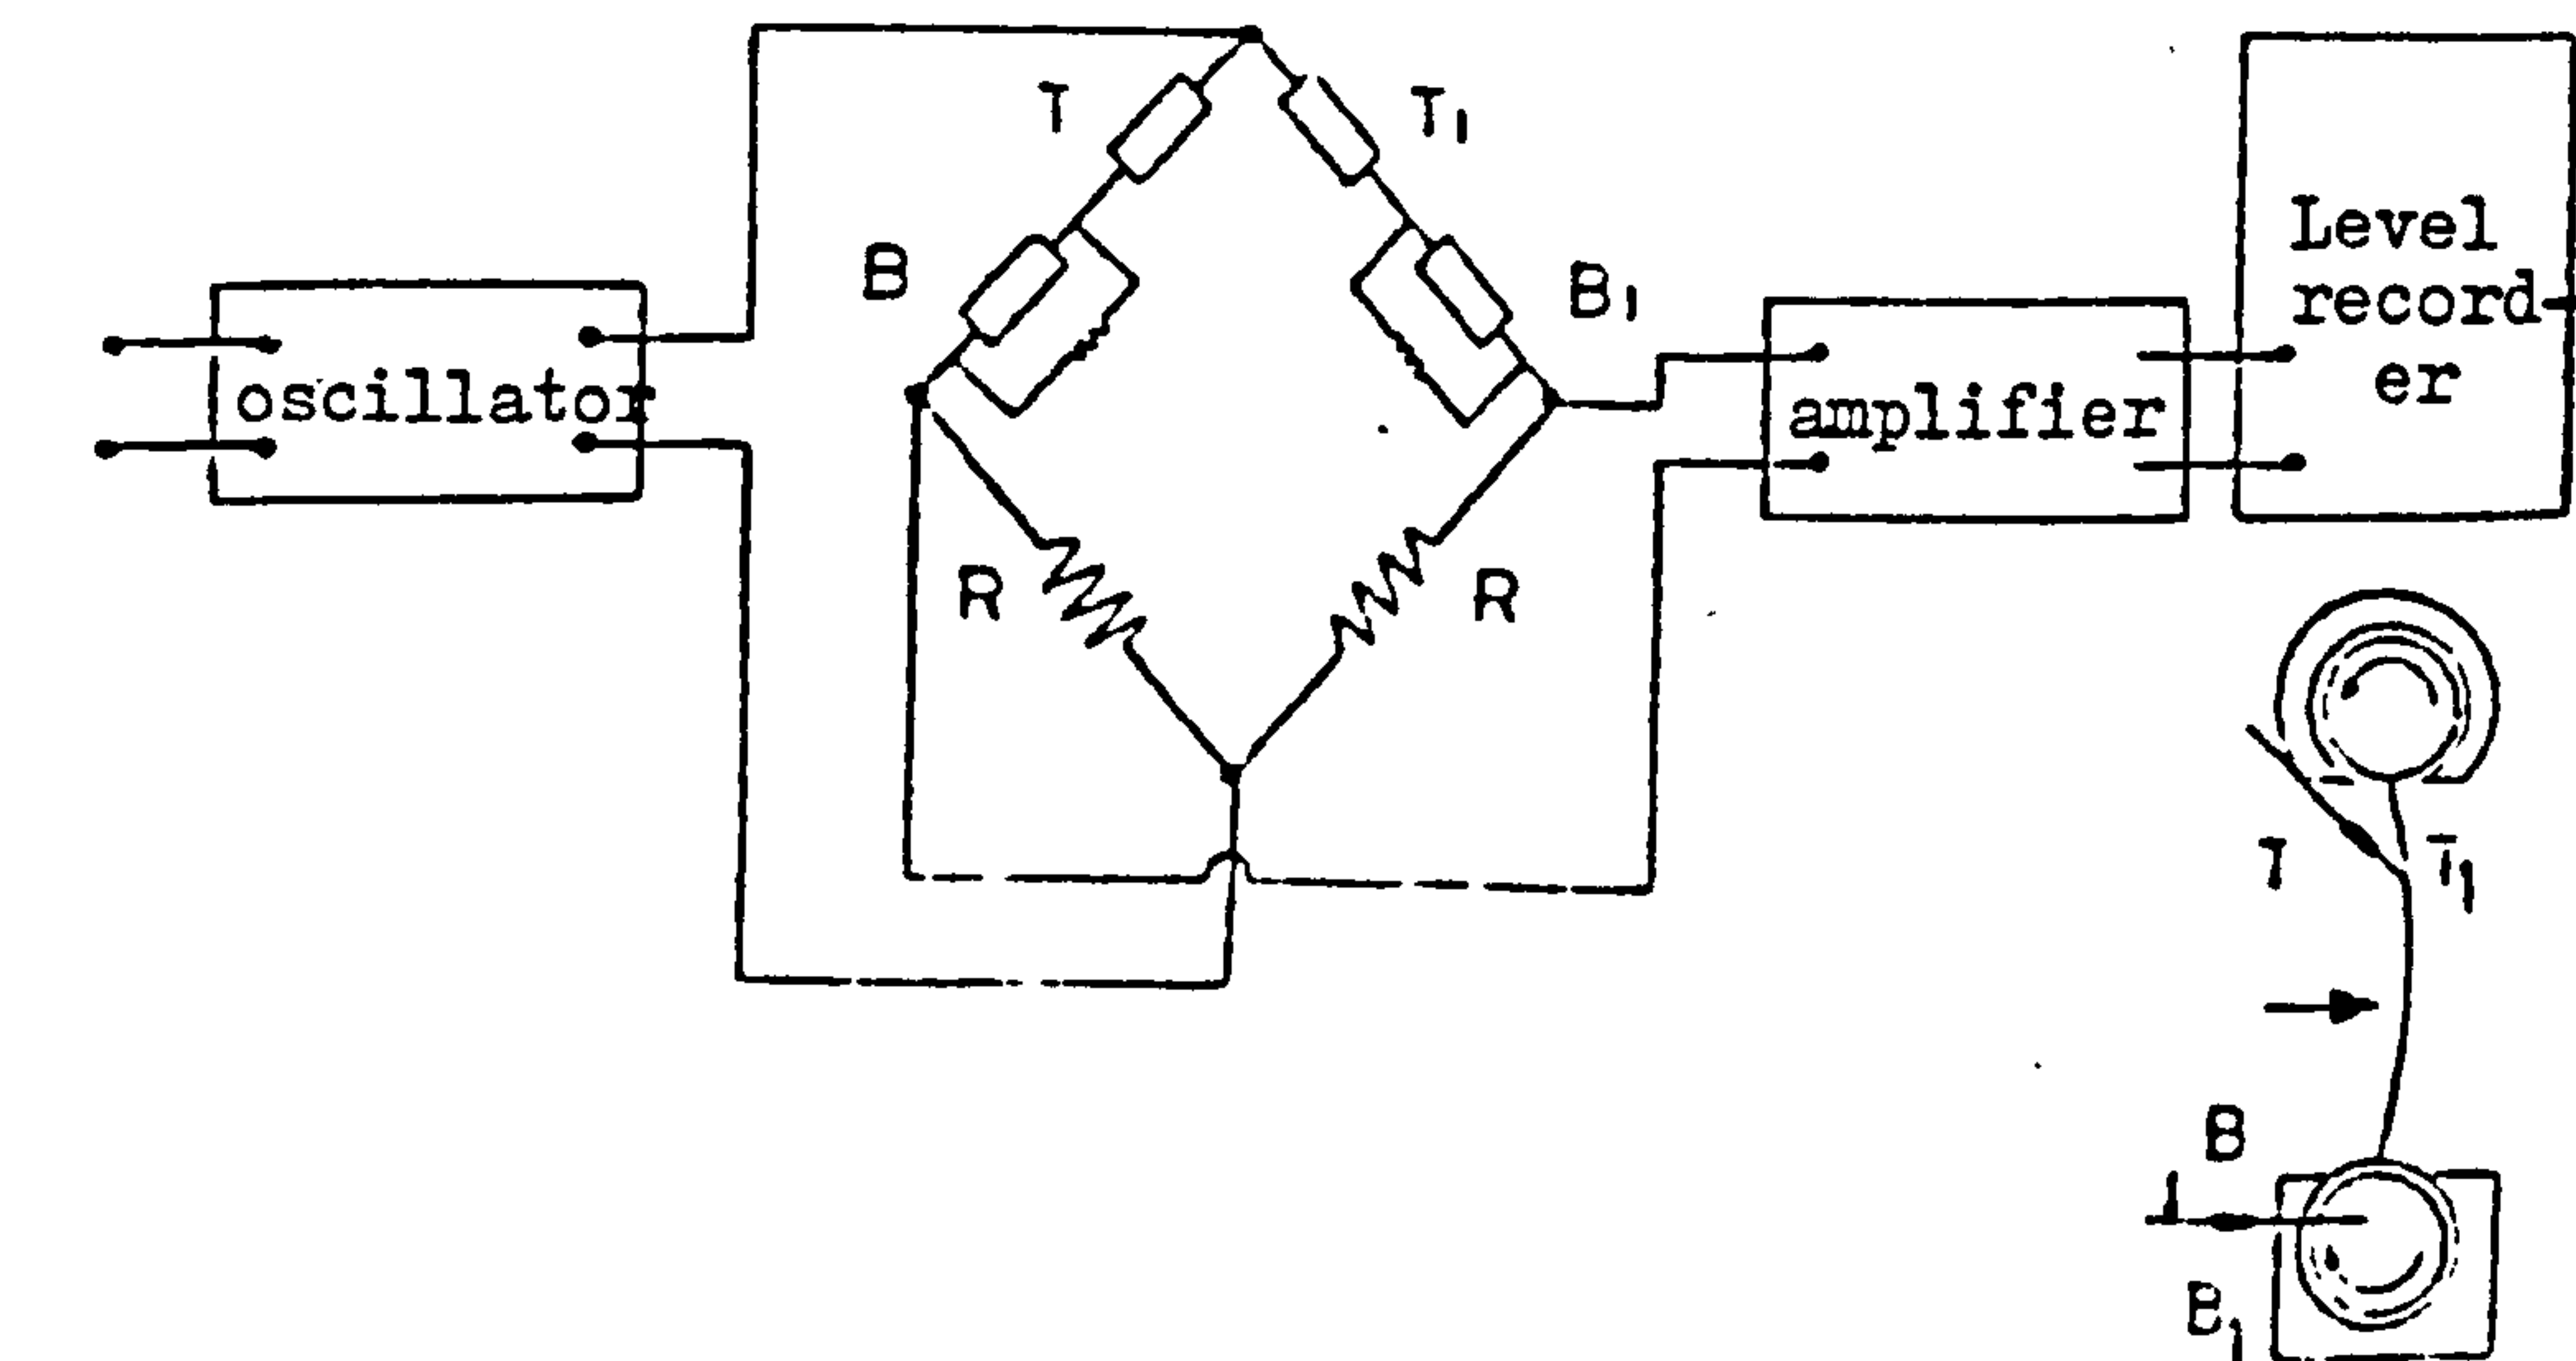 T
T1
B
B1
oscillator
Level
record-
er
amplifier
R
R
T
T1
B
B1